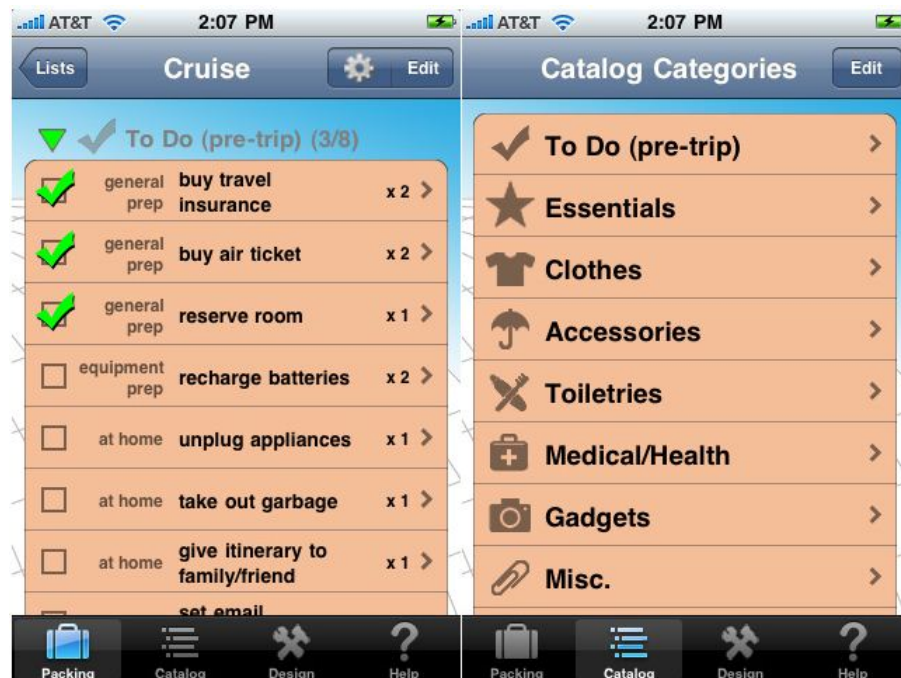 AT&T 2:07 PM
Lists Cruise Edit
To Do (pre-trip) (3/8)
general prep buy travel insurance x 2
general prep buy air ticket x 2
general prep reserve room x 1
equipment prep recharge batteries x 2
at home unplug appliances x 1
at home take out garbage x 1
at home give itinerary to family/friend x 1
set email
Packing Catalog Design Help
AT&T 2:07 PM
Catalog Categories Edit
To Do (pre-trip)
Essentials
Clothes
Accessories
Toiletries
Medical/Health
Gadgets
Misc.
Packing Catalog Design Help